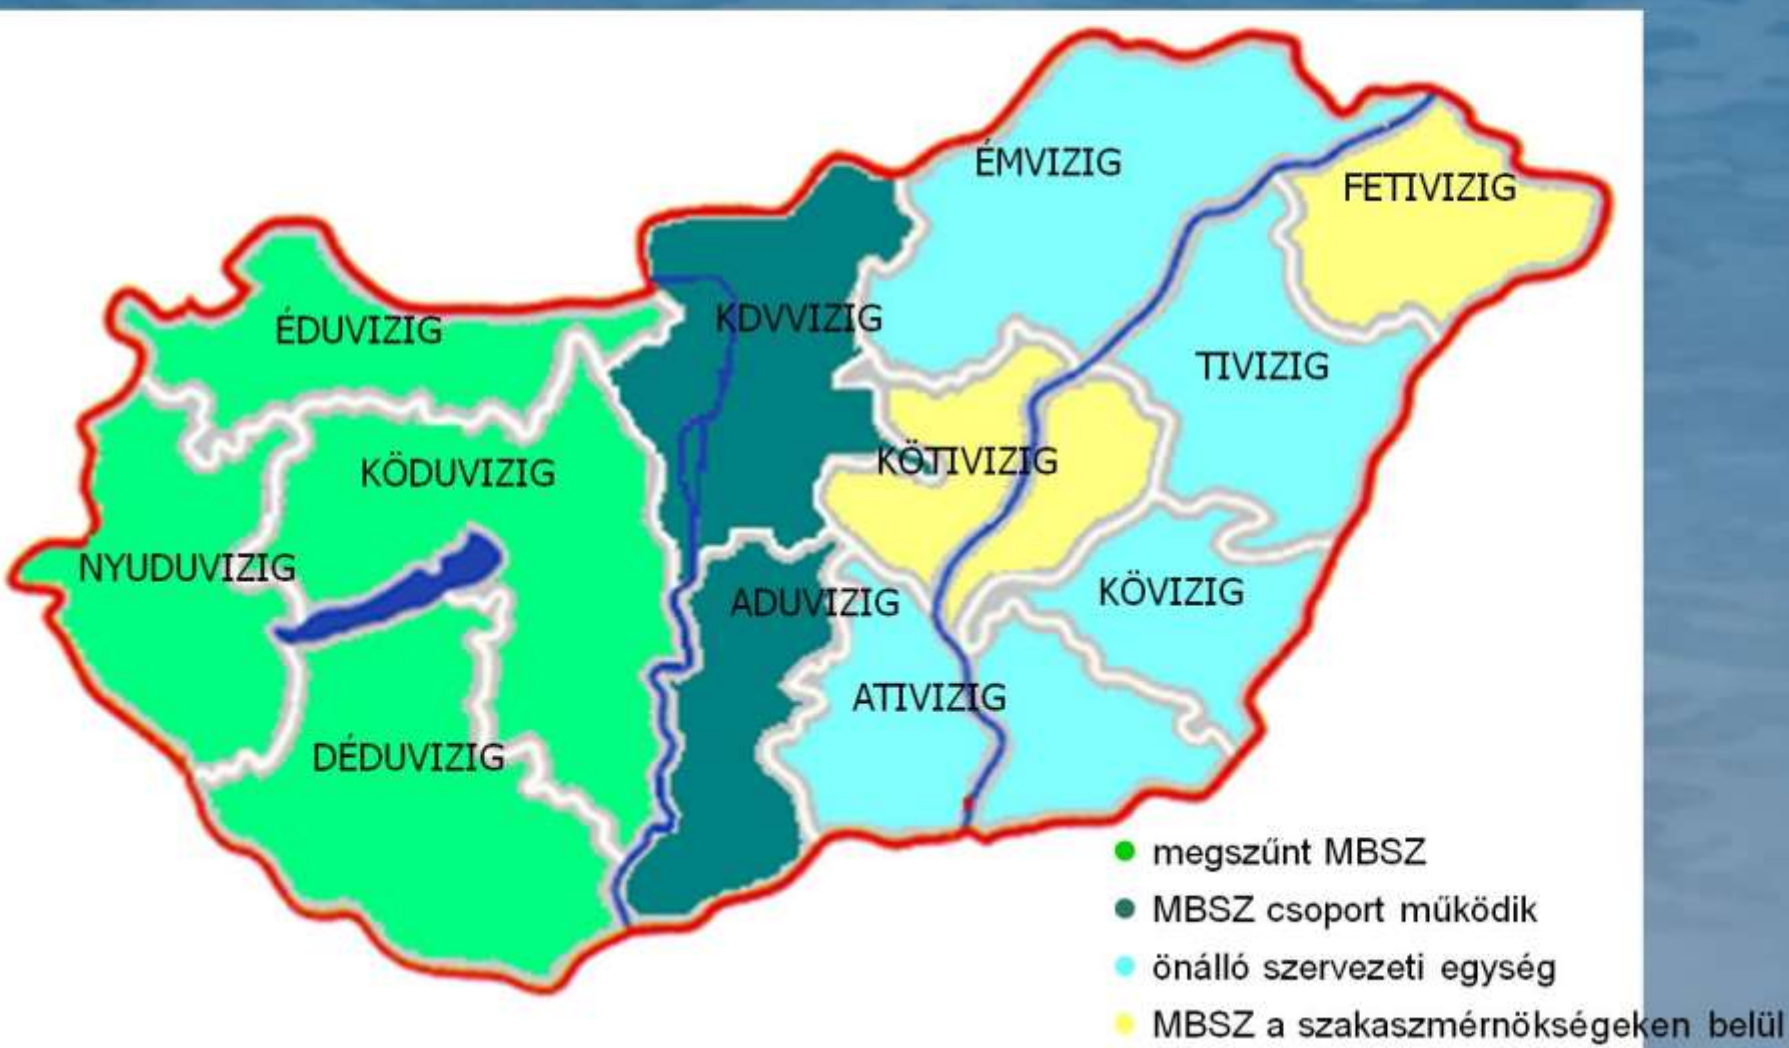 ÉMVIZIG
FETIVIZIG
KDVVIZIG
ÉDUVIZIG
TIVIZIG
KÖTIVIZIG
KÖDUVIZIG
NYUDUVIZIG
KÖVIZIG
ADUVIZIG
ATIVIZIG
DÉDUVIZIG
megszűnt MBSZ
MBSZ csoport működik
önálló szervezeti egység
MBSZ a szakaszmérnökségeken belül